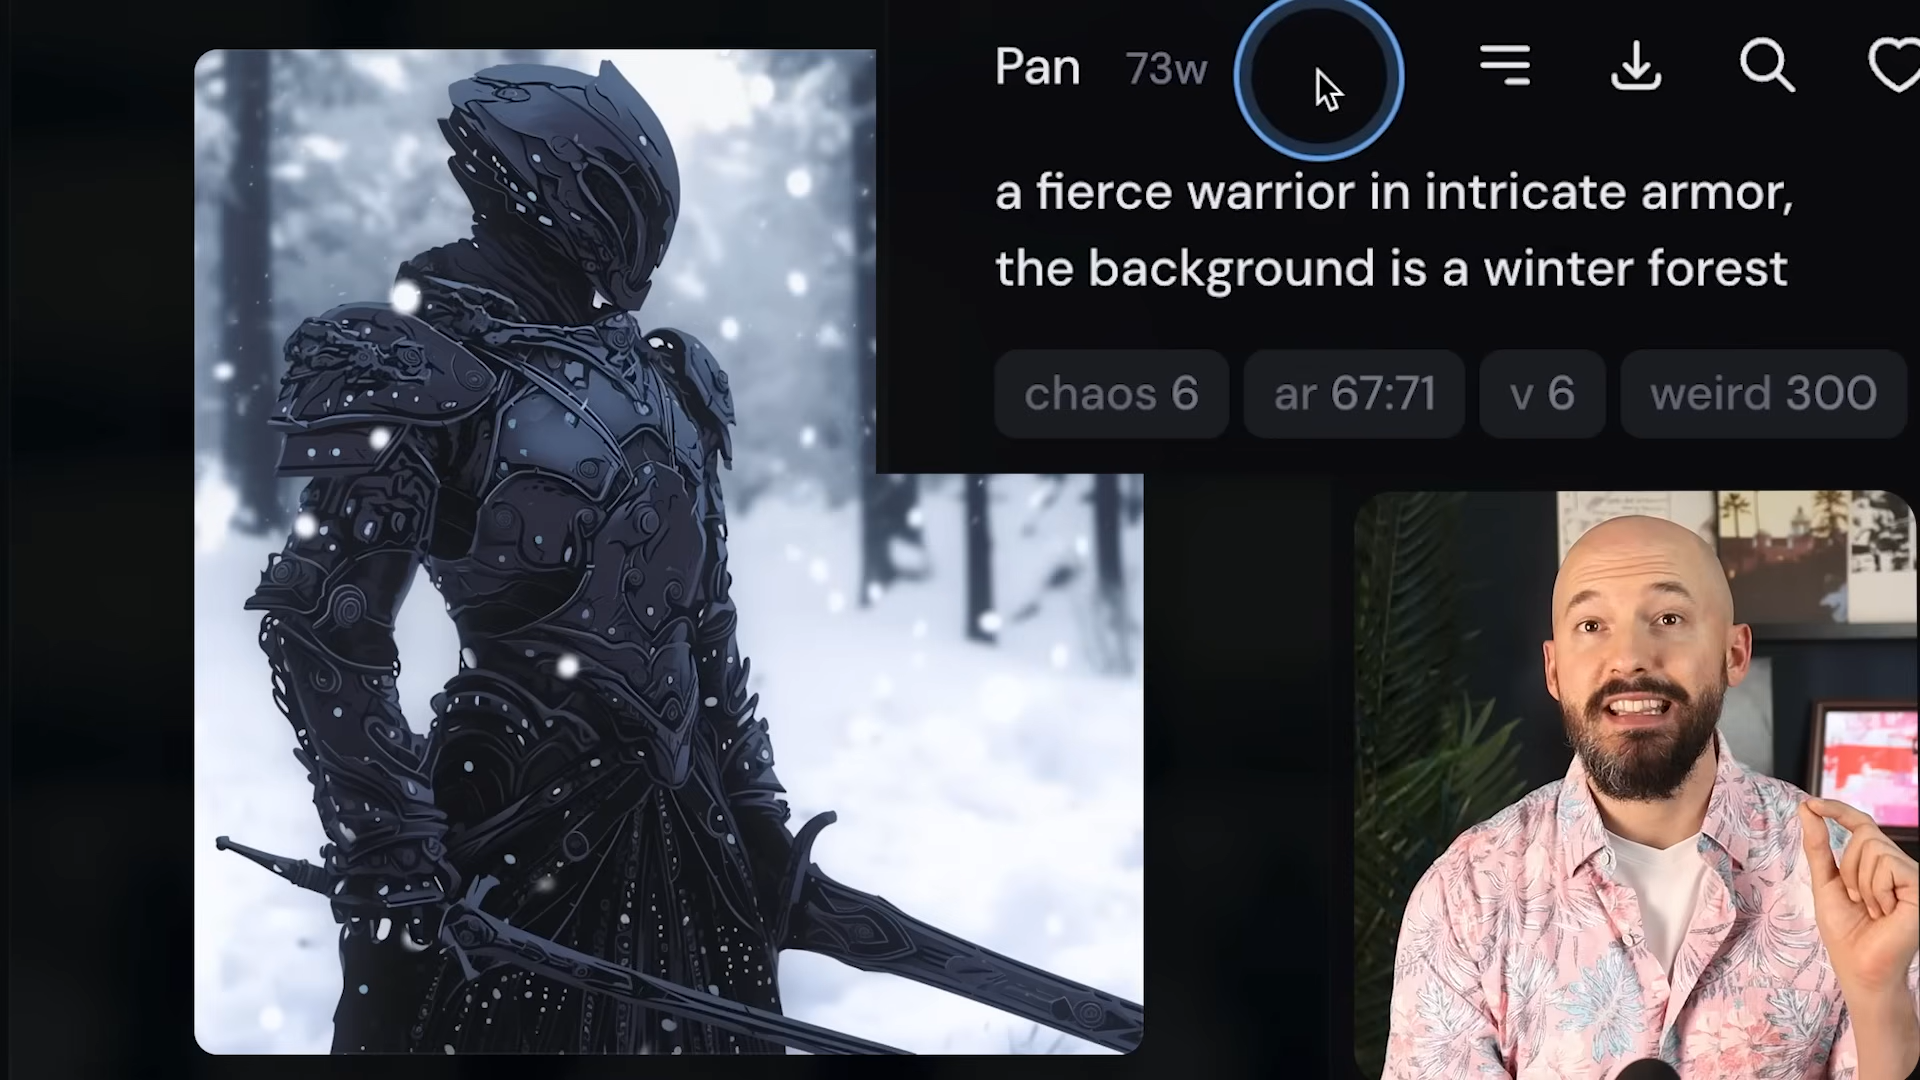 Pan 73w
a fierce warrior in intricate armor,
the background is a winter forest
chaos 6 ar 67:71 v 6 weird 300